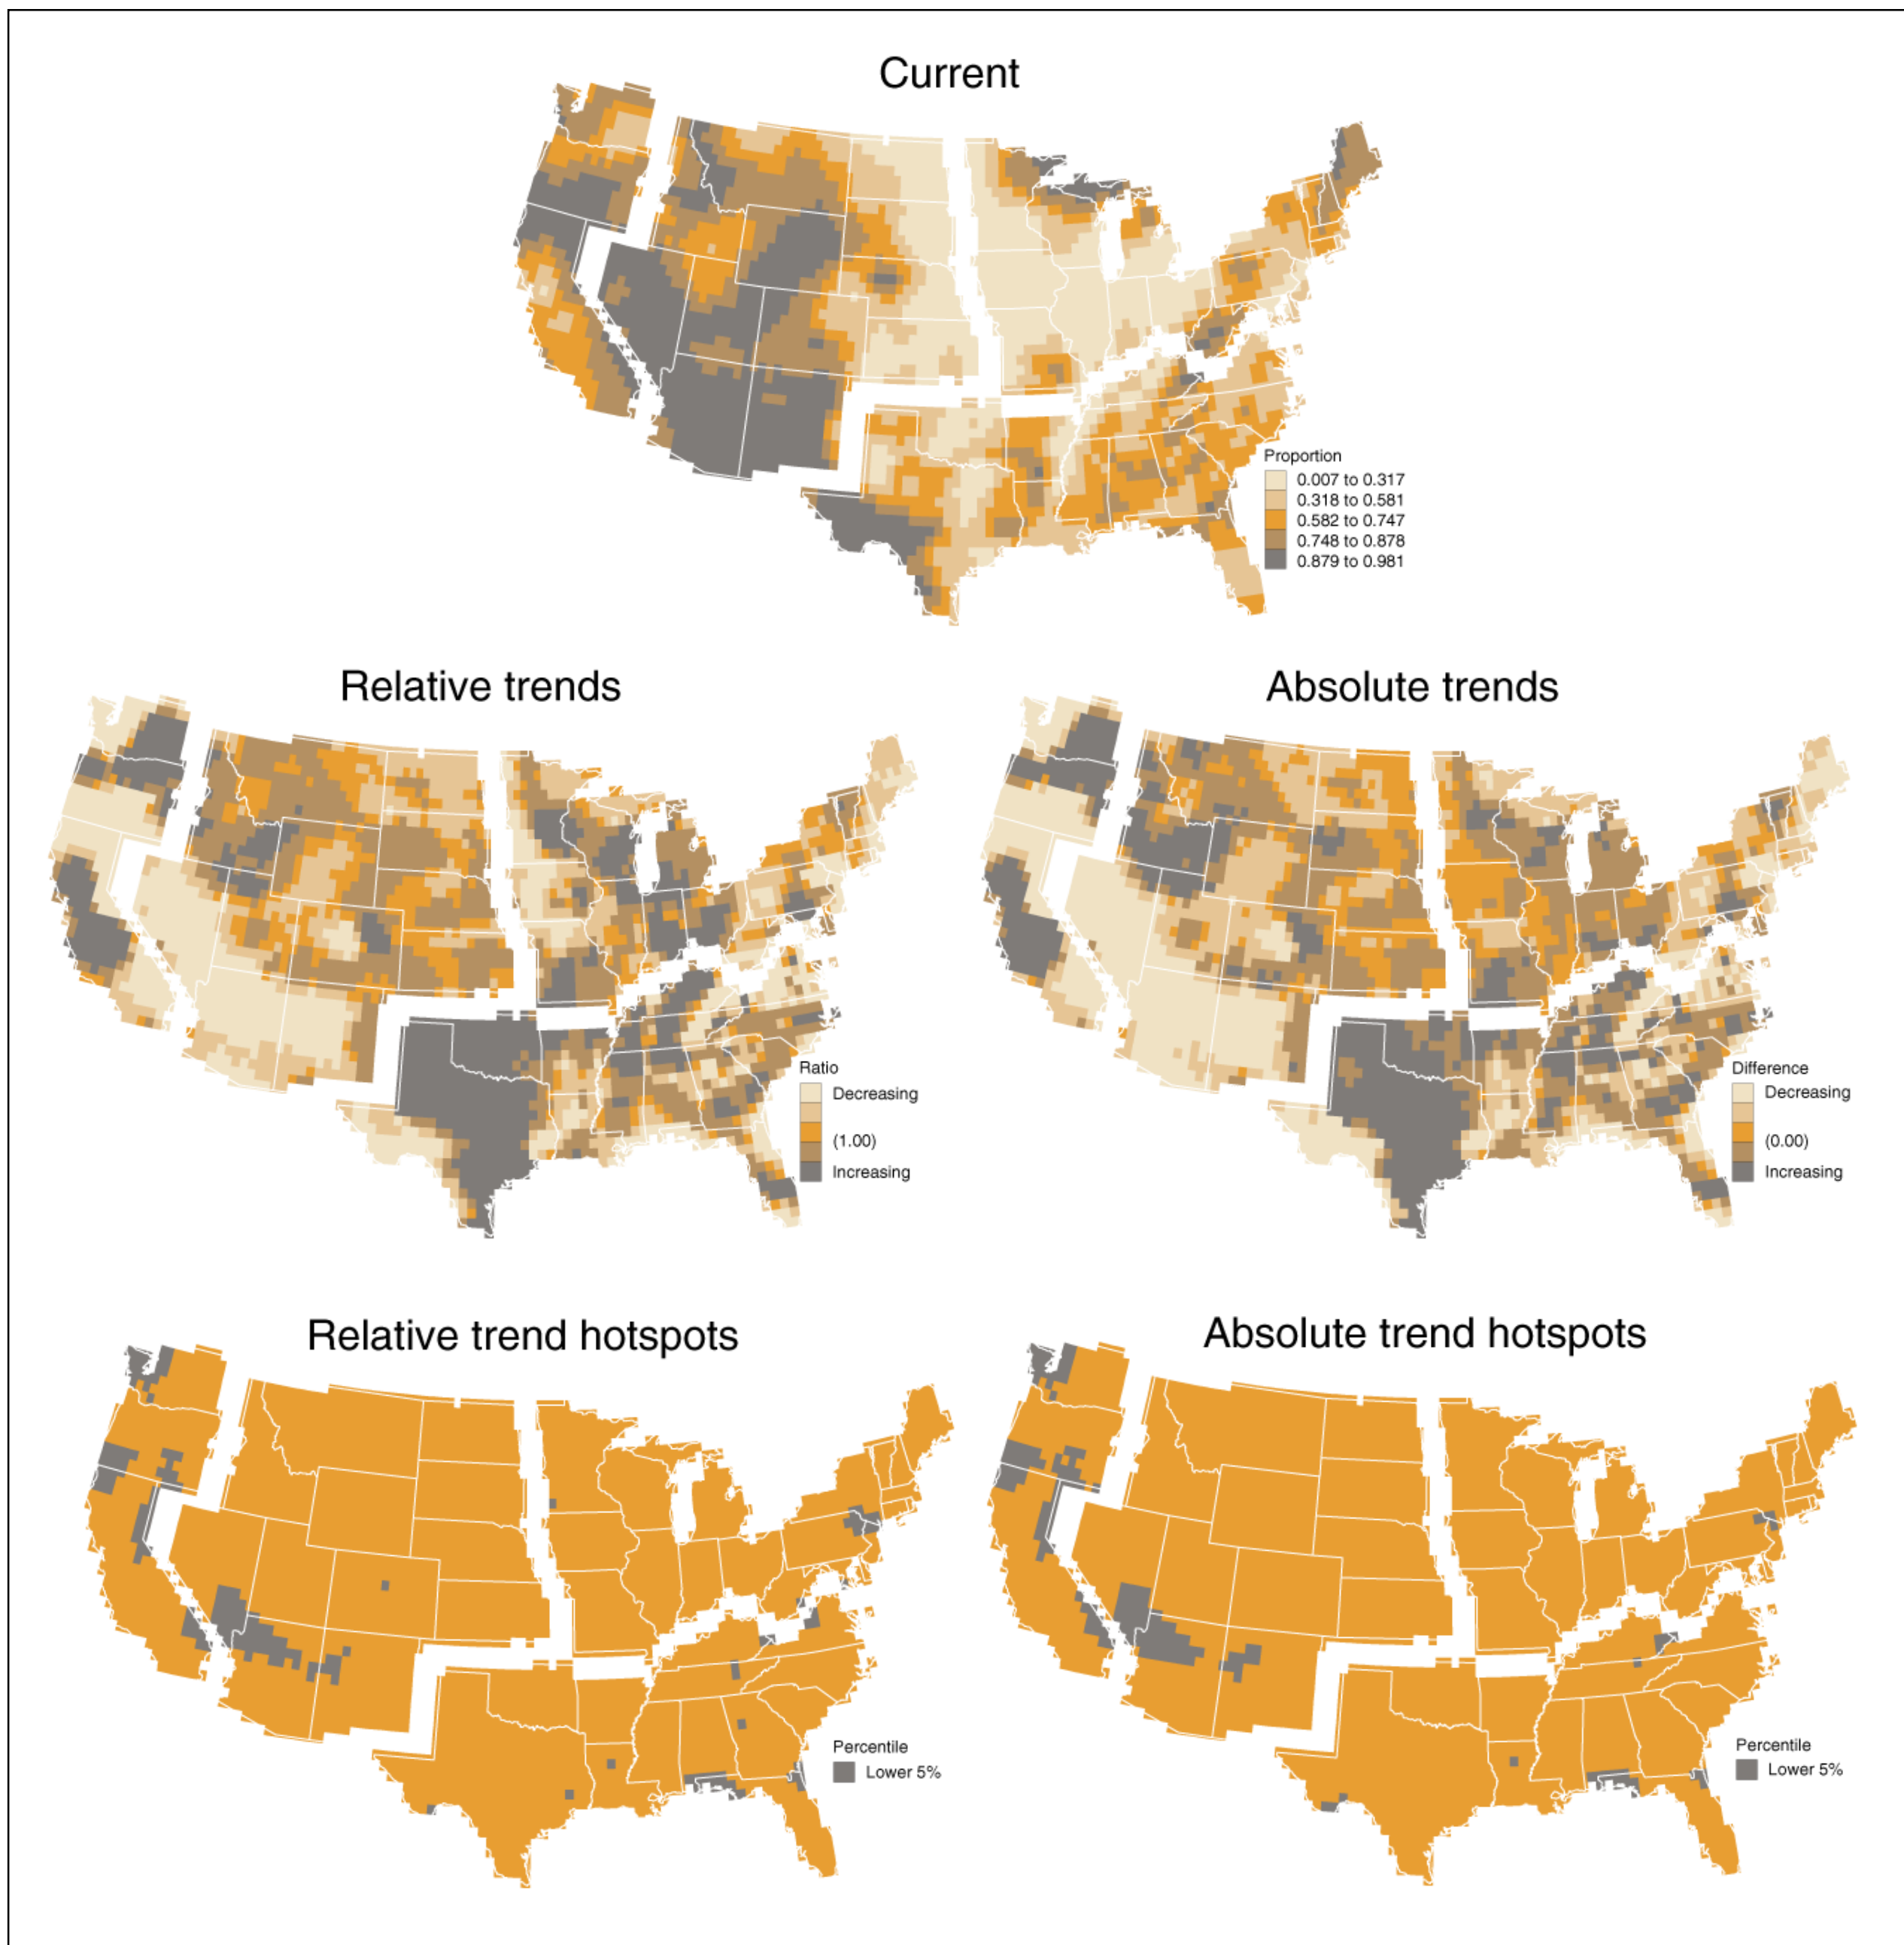 Current
Proportion
0.007 to 0.317
0.318 to 0.581
0.582 to 0.747
0.748 to 0.878
0.879 to 0.981
Relative trends
Ratio
Decreasing
(1.00)
Increasing
Absolute trends
Difference
Decreasing
(0.00)
Increasing
Relative trend hotspots
Percentile
Lower 5%
Absolute trend hotspots
Percentile
Lower 5%